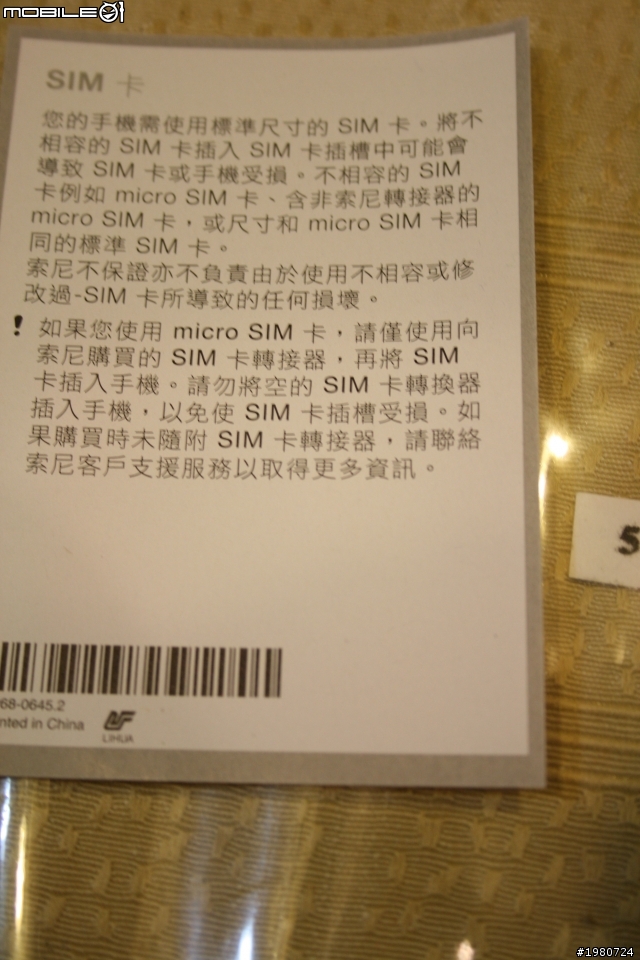 MOBILE01
SIM 卡
您的手機需使用標準尺寸的 SIM 卡。將不
相容的 SIM 卡插入 SIM 卡插槽中可能會
導致 SIM 卡或手機受損。不相容的 SIM
卡例如 micro SIM 卡、含非索尼轉接器的
micro SIM 卡，或尺寸和 micro SIM 卡相
同的標準 SIM 卡。
索尼不保證亦不負責由於使用不相容或修
改過-SIM 卡所導致的任何損壞。
! 如果您使用 micro SIM 卡，請僅使用向
索尼購買的 SIM 卡轉接器，再將 SIM
卡插入手機。請勿將空的 SIM 卡轉換器
插入手機，以免使 SIM 卡插槽受損。如
果購買時未隨附 SIM 卡轉接器，請聯絡
索尼客戶支援服務以取得更多資訊。
5
68-0645.2
nted in China
LIHUA
#1980724